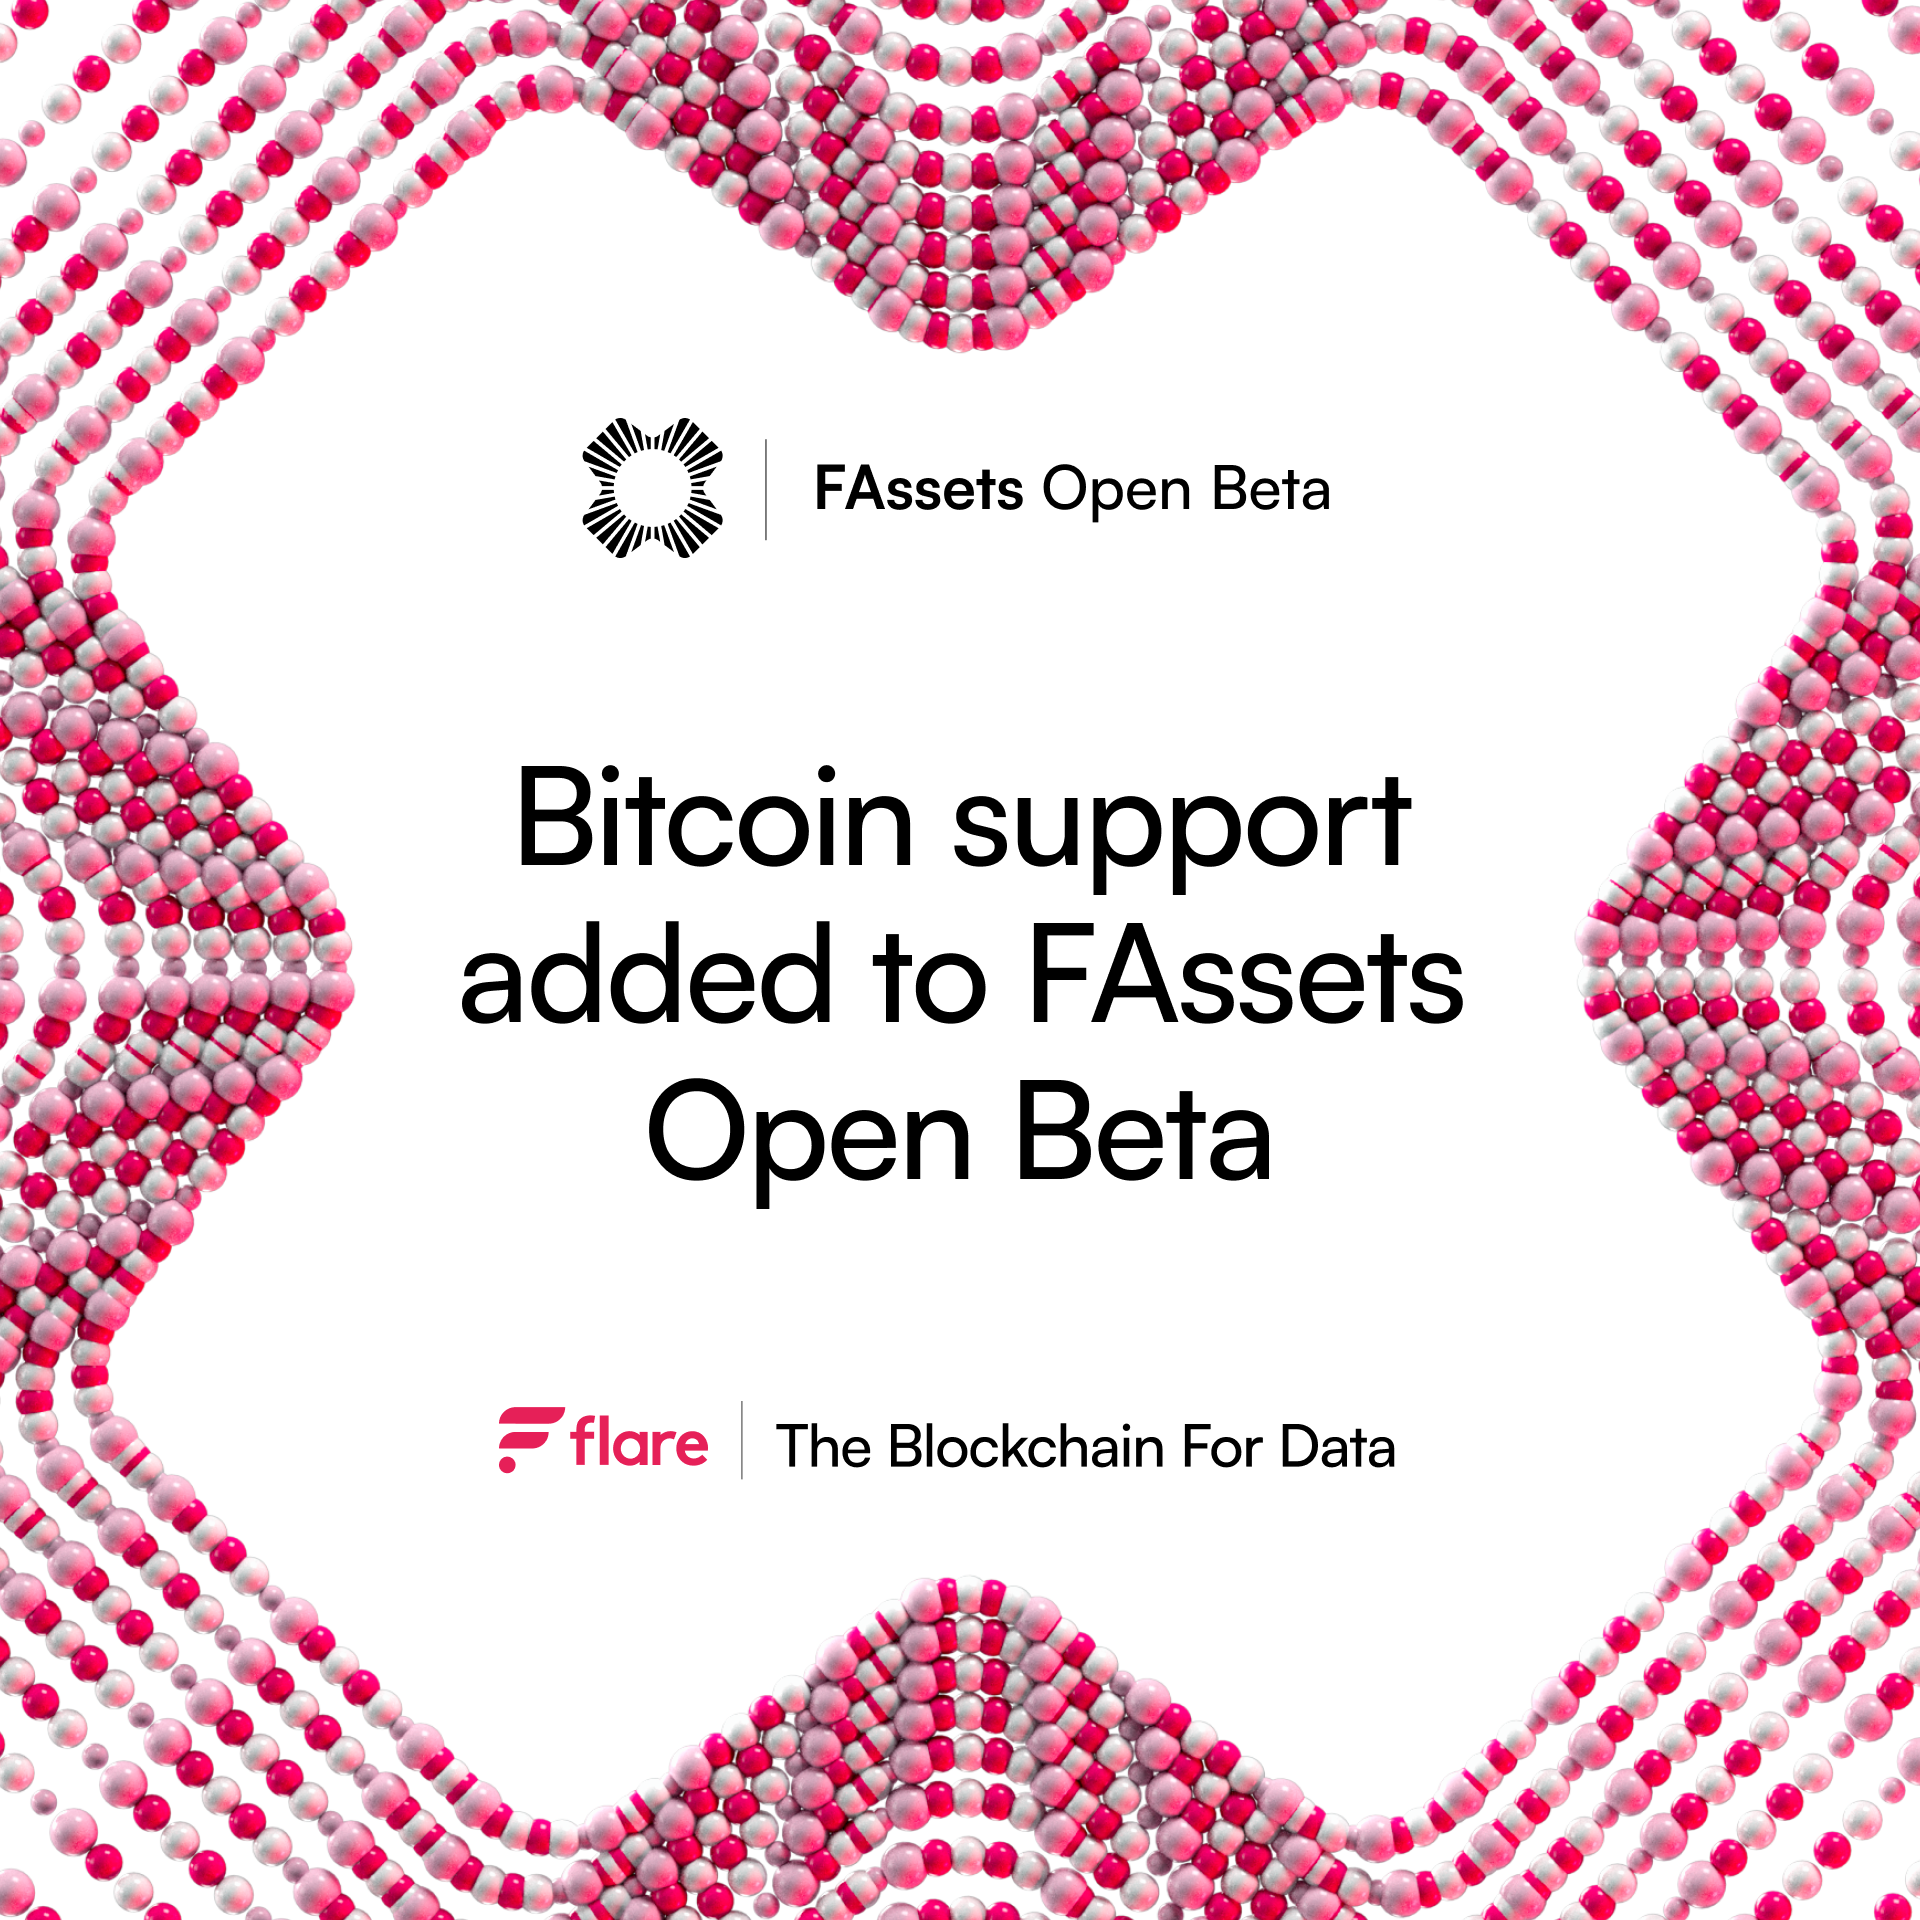 FAssets Open Beta
Bitcoin support
added to FAssets
Open Beta
flare | The Blockchain For Data